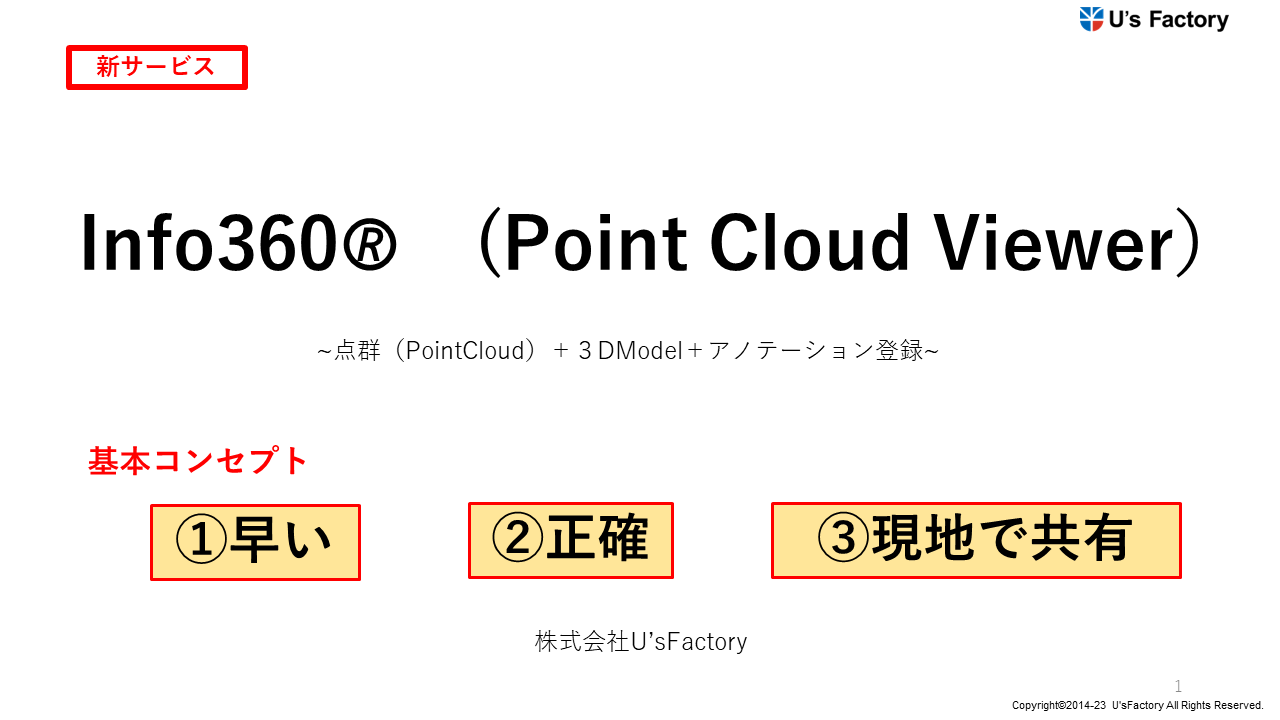 U's Factory
新サービス
Info360® （Point Cloud Viewer）
~点群（PointCloud）＋３DModel＋アノテーション登録~
基本コンセプト
①早い ②正確 ③現地で共有
株式会社U’sFactory
1
Copyright©2014-23 U'sFactory All Rights Reserved.